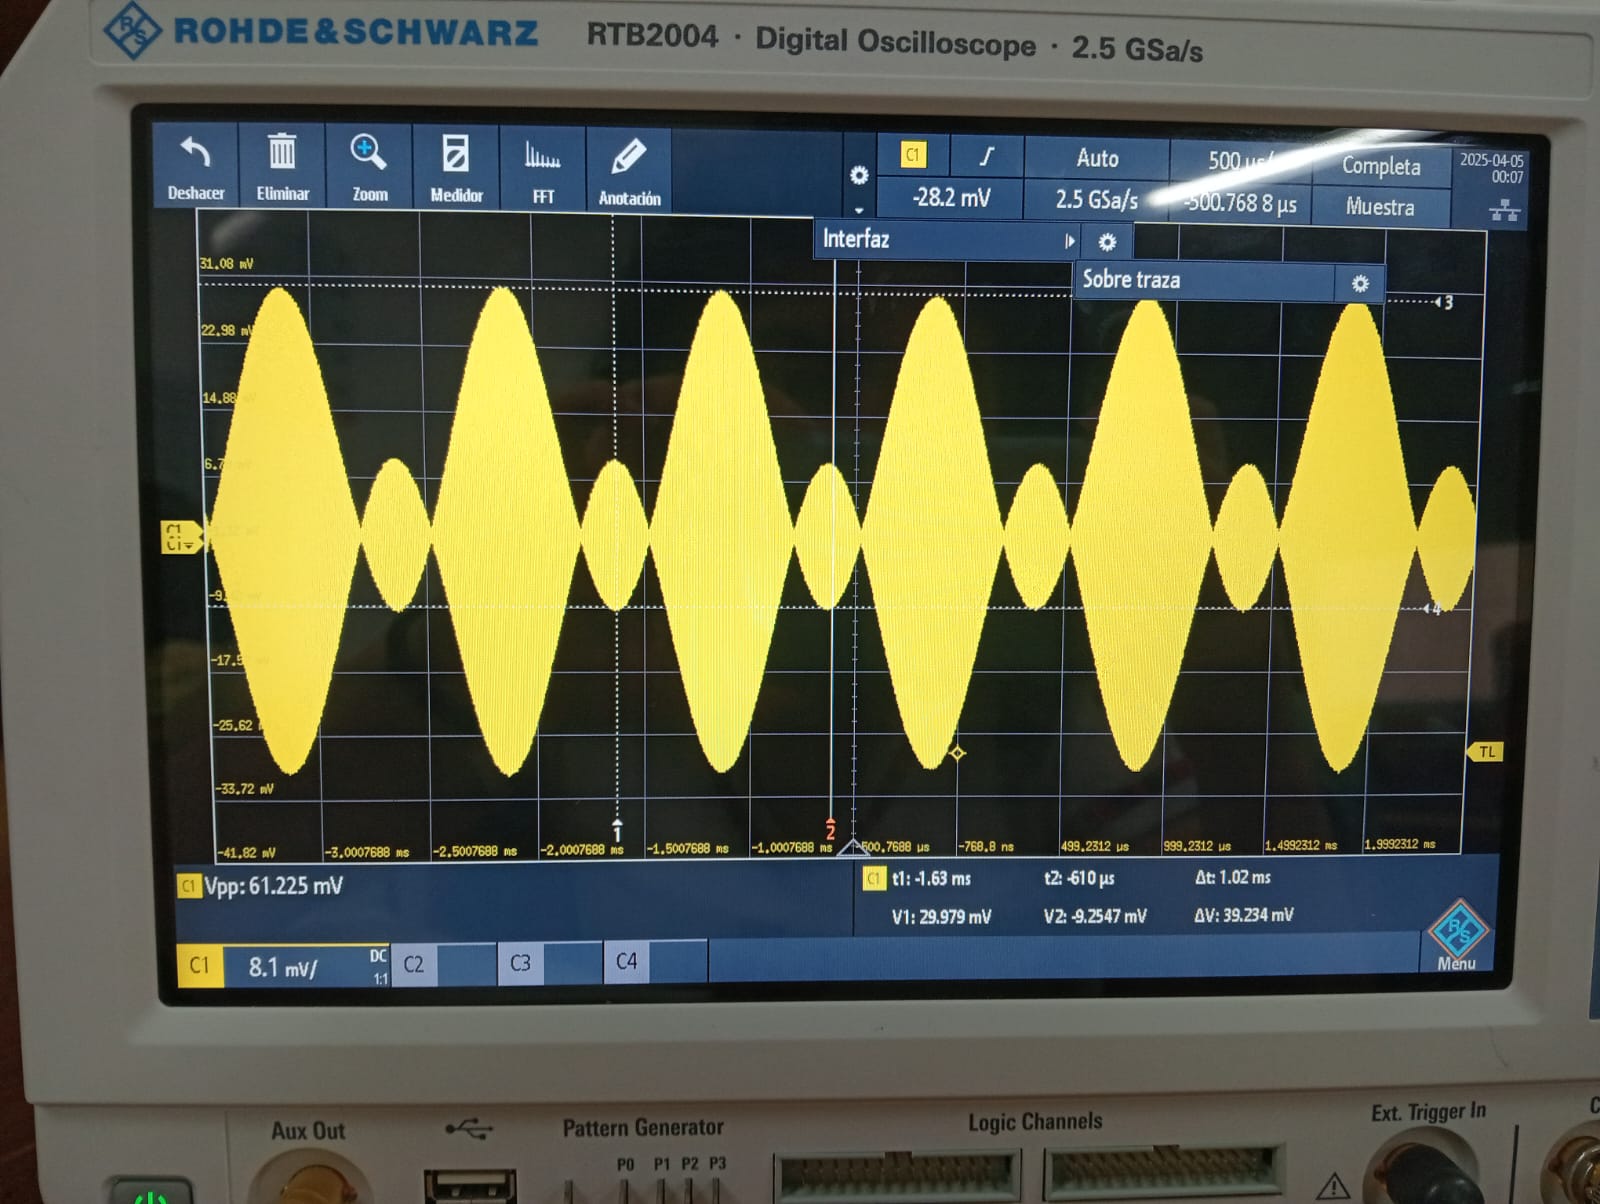 ROHDE&SCHWARZ RTB2004 · Digital Oscilloscope · 2.5 GSa/s
Deshacer Eliminar Zoom Medidor FFT Anotación
C1 Auto 500 Completa 2025-04-05
00:07
-28.2 mV 2.5 GSa/s -500.768 8 µs Muestra
Interfaz
Sobre traza
31.08 mV
3
22.98 mV
14.88
C1
C1
4
TL
-25.62
-33.72 mV
1 2
-41.82 mV -3.0007688 ms -2.5007688 ms -2.0007688 ms -1.5007688 ms -1.0007688 ms -500.7688 µs -768.8 ns 499.2312 µs 999.2312 µs 1.4992312 ms 1.9992312 ms
C1 Vpp: 61.225 mV
C1 t1: -1.63 ms t2: -610 µs Δt: 1.02 ms
V1: 29.979 mV V2: -9.2547 mV ΔV: 39.234 mV
C1 8.1 mV/ DC 1:1 C2 C3 C4
R&S
Menu
Aux Out Pattern Generator Logic Channels Ext. Trigger In
P0 P1 P2 P3